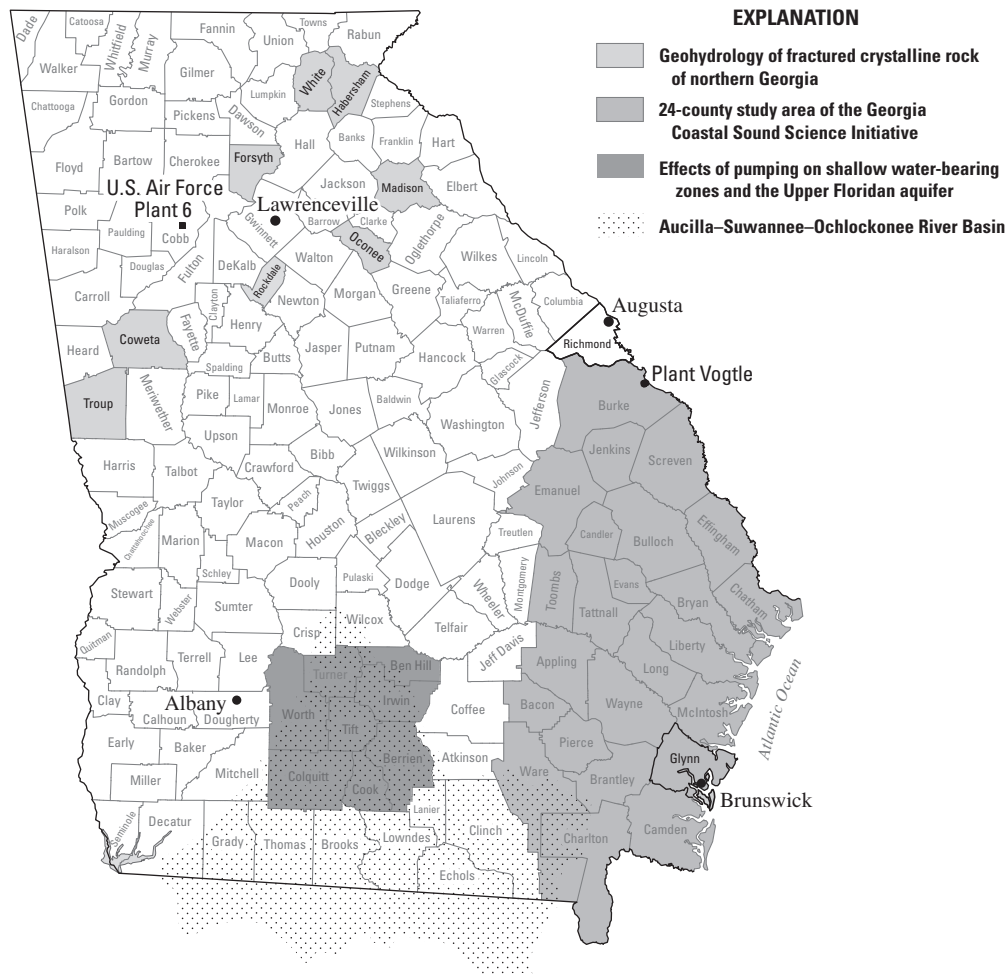 EXPLANATION
Geohydrology of fractured crystalline rock
of northern Georgia
24-county study area of the Georgia
Coastal Sound Science Initiative
Effects of pumping on shallow water-bearing
zones and the Upper Floridan aquifer
Aucilla–Suwannee–Ochlockonee River Basin
Dade
Catoosa
Whitfield
Murray
Fannin
Union
Towns
Rabun
Walker
Gilmer
White
Habersham
Lumpkin
Stephens
Chattooga
Gordon
Pickens
Dawson
Hall
Banks
Franklin
Hart
Floyd
Bartow
Cherokee
Forsyth
Jackson
Madison
Elbert
U.S. Air Force
Plant 6
Lawrenceville
Polk
Paulding
Cobb
Gwinnett
Barrow
Clarke
Oconee
Oglethorpe
Wilkes
Lincoln
Haralson
Douglas
Fulton
DeKalb
Rockdale
Walton
Morgan
Greene
Taliaferro
McDuffie
Columbia
Augusta
Carroll
Clayton
Newton
Henry
Fayette
Coweta
Heard
Spalding
Butts
Jasper
Putnam
Hancock
Warren
Glascock
Richmond
Plant Vogtle
Troup
Meriwether
Pike
Lamar
Monroe
Jones
Baldwin
Washington
Jefferson
Burke
Upson
Harris
Talbot
Crawford
Bibb
Wilkinson
Jenkins
Screven
Johnson
Emanuel
Twiggs
Peach
Taylor
Muscogee
Chattahoochee
Marion
Macon
Houston
Bleckley
Laurens
Treutlen
Candler
Bulloch
Effingham
Schley
Stewart
Webster
Sumter
Dooly
Pulaski
Dodge
Wheeler
Montgomery
Toombs
Evans
Tattnall
Bryan
Chatham
Crisp
Wilcox
Telfair
Jeff Davis
Liberty
Quitman
Randolph
Terrell
Lee
Turner
Ben Hill
Appling
Long
Clay
Calhoun
Albany
Dougherty
Worth
Tift
Irwin
Coffee
Bacon
Wayne
McIntosh
Atlantic Ocean
Early
Baker
Mitchell
Colquitt
Berrien
Cook
Atkinson
Pierce
Ware
Brantley
Glynn
Brunswick
Miller
Seminole
Decatur
Grady
Thomas
Brooks
Lowndes
Lanier
Clinch
Echols
Charlton
Camden